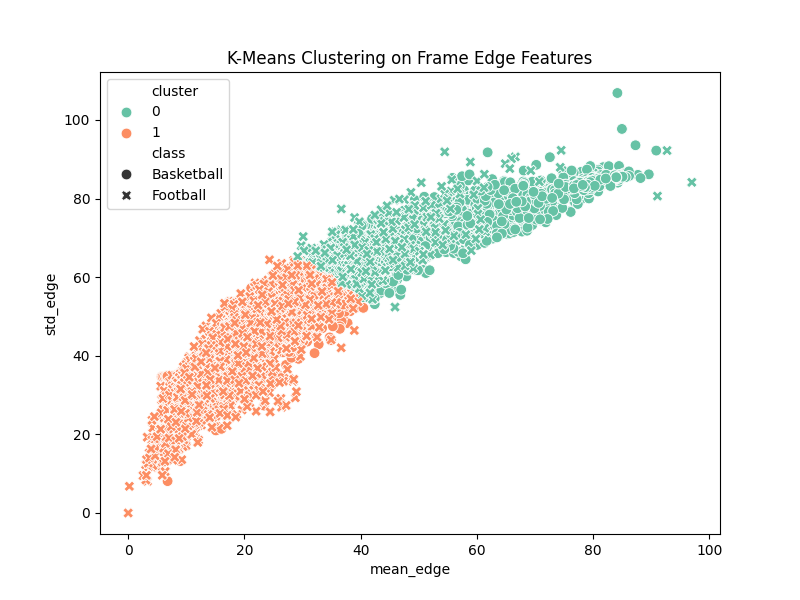 K-Means Clustering on Frame Edge Features
cluster
0
1
class
Basketball
Football
100
80
60
40
20
0
std_edge
0
20
40
60
80
100
mean_edge